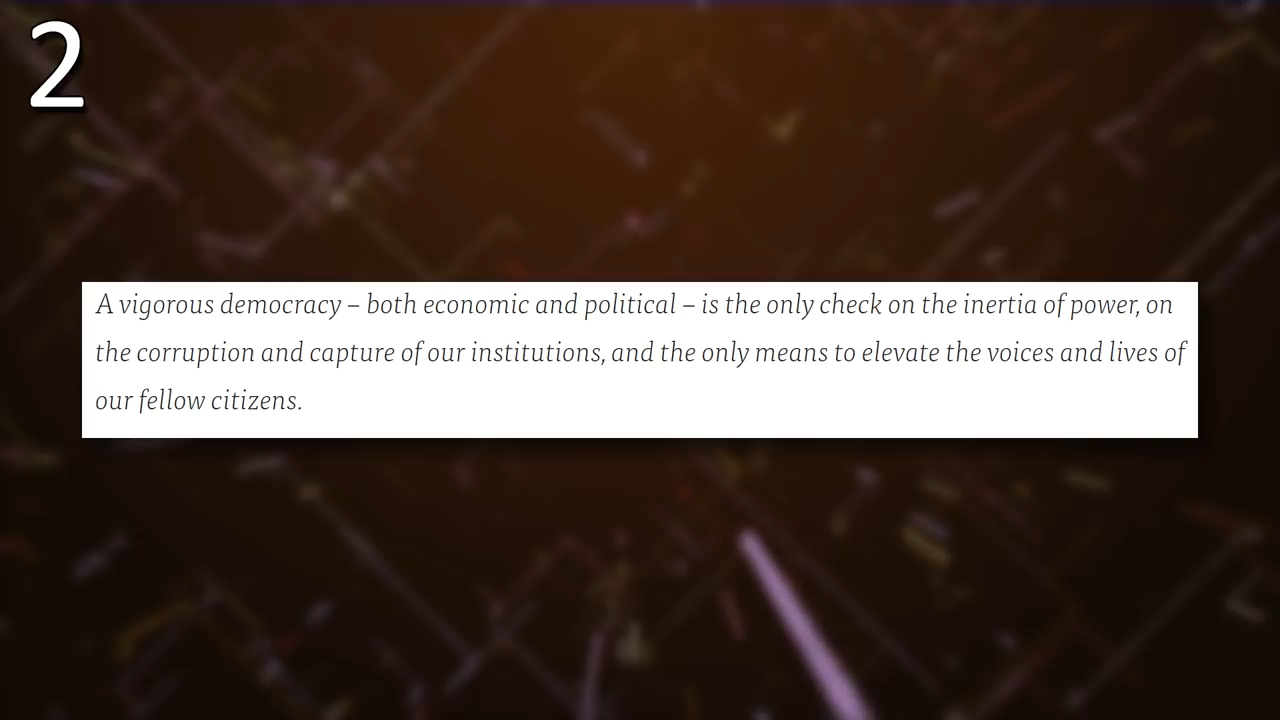 2
A vigorous democracy – both economic and political – is the only check on the inertia of power, on
the corruption and capture of our institutions, and the only means to elevate the voices and lives of
our fellow citizens.